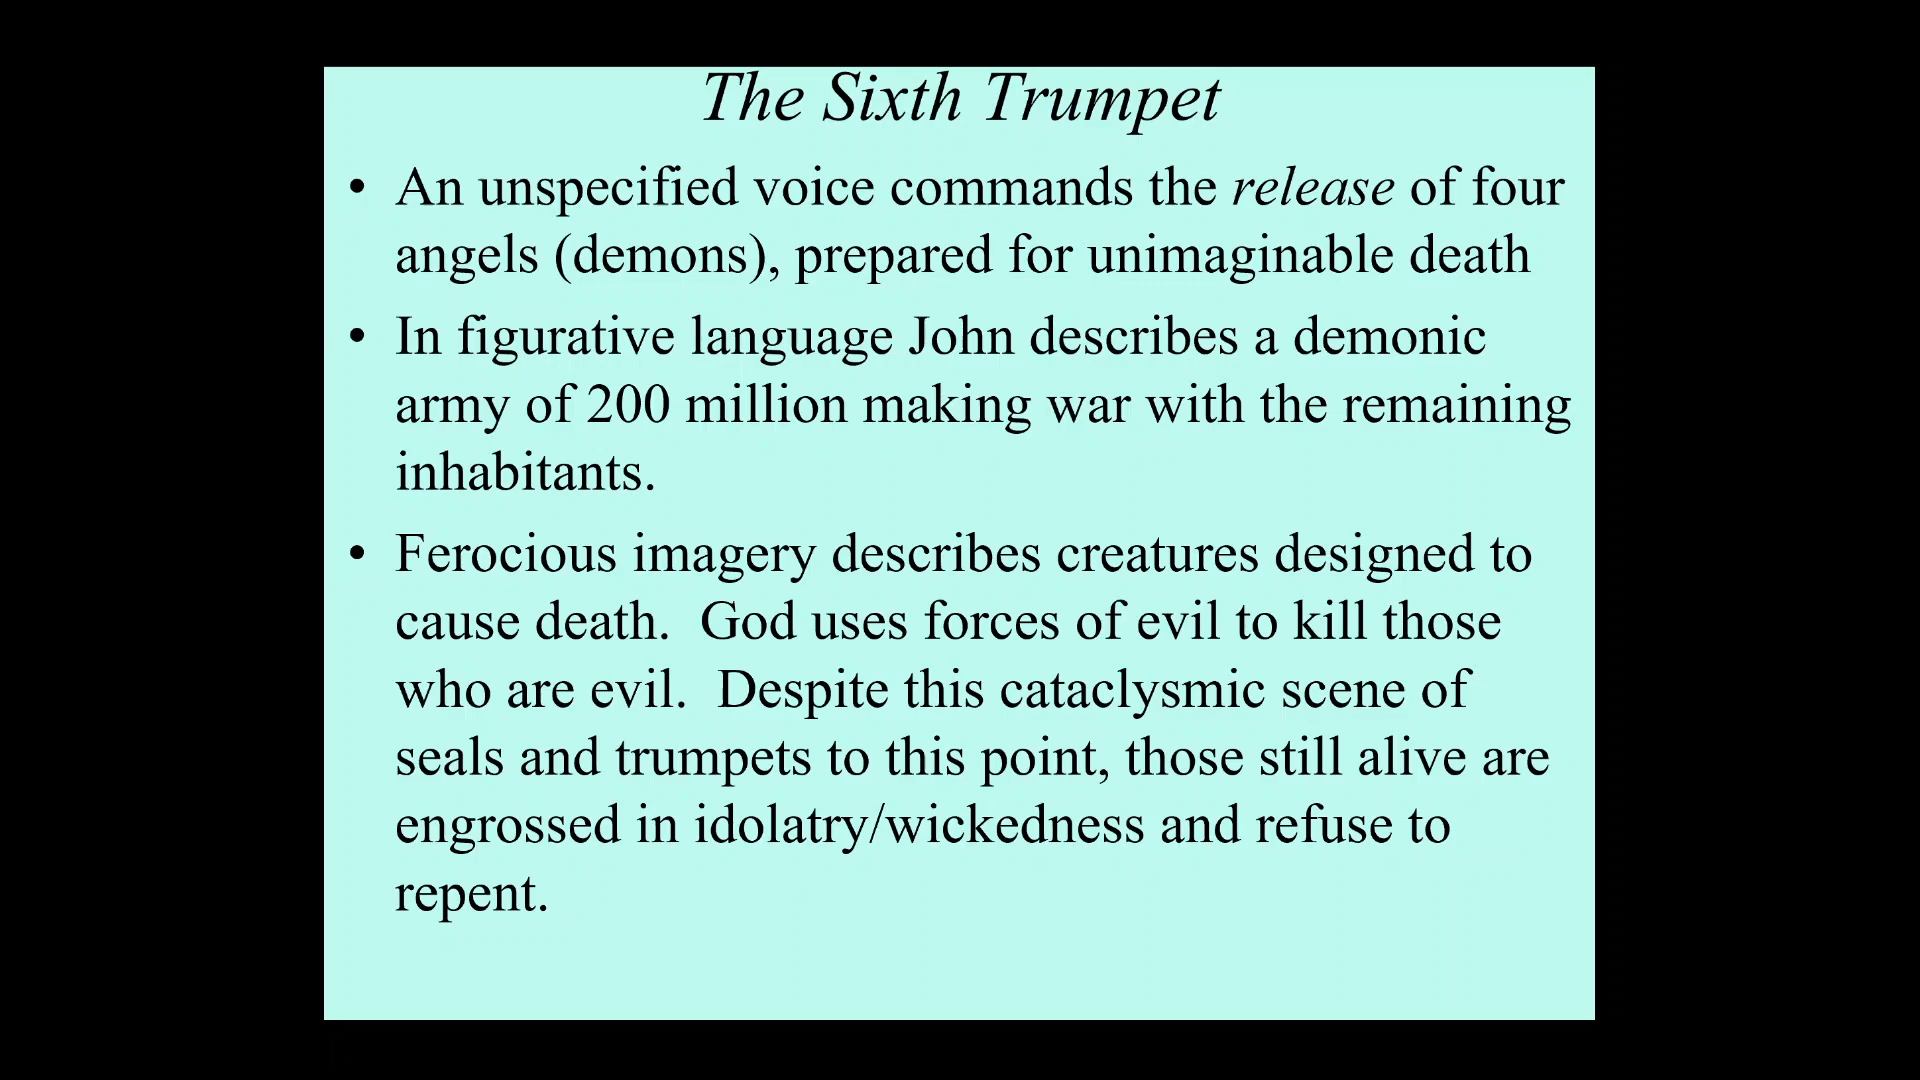 The Sixth Trumpet
• An unspecified voice commands the release of four
angels (demons), prepared for unimaginable death
• In figurative language John describes a demonic
army of 200 million making war with the remaining
inhabitants.
• Ferocious imagery describes creatures designed to
cause death.  God uses forces of evil to kill those
who are evil.  Despite this cataclysmic scene of
seals and trumpets to this point, those still alive are
engrossed in idolatry/wickedness and refuse to
repent.